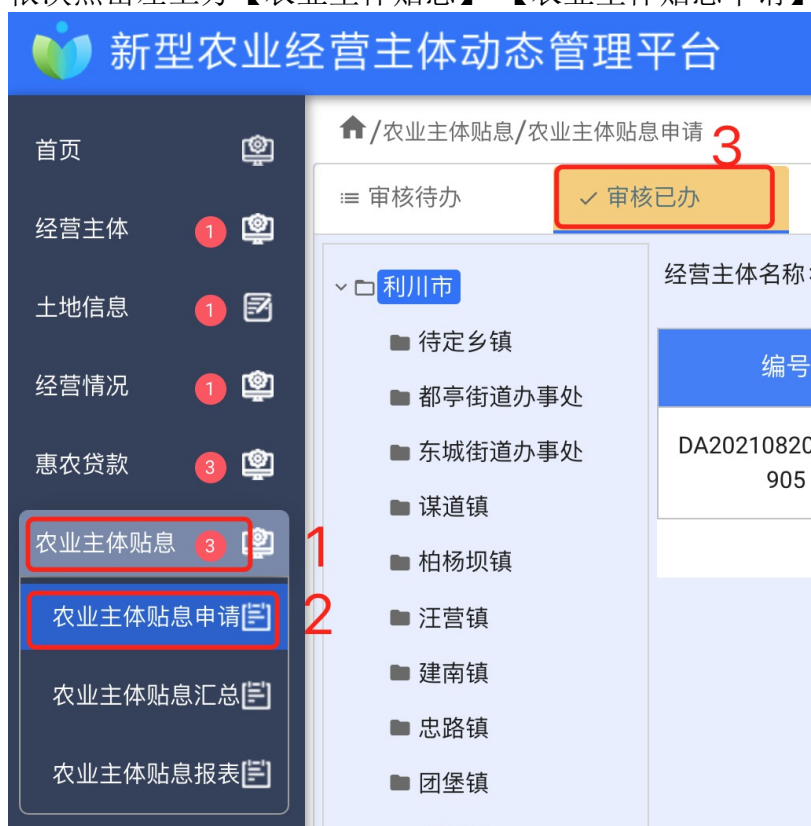 新型农业经营主体动态管理平台
首页
经营主体 1
土地信息 1
经营情况 1
惠农贷款 3
农业主体贴息 3
1
农业主体贴息申请
2
农业主体贴息汇总
农业主体贴息报表
/农业主体贴息/农业主体贴息申请
3
审核待办
审核已办
利川市
待定乡镇
都亭街道办事处
东城街道办事处
谋道镇
柏杨坝镇
汪营镇
建南镇
忠路镇
团堡镇
经营主体名称
编号
DA20210820
905